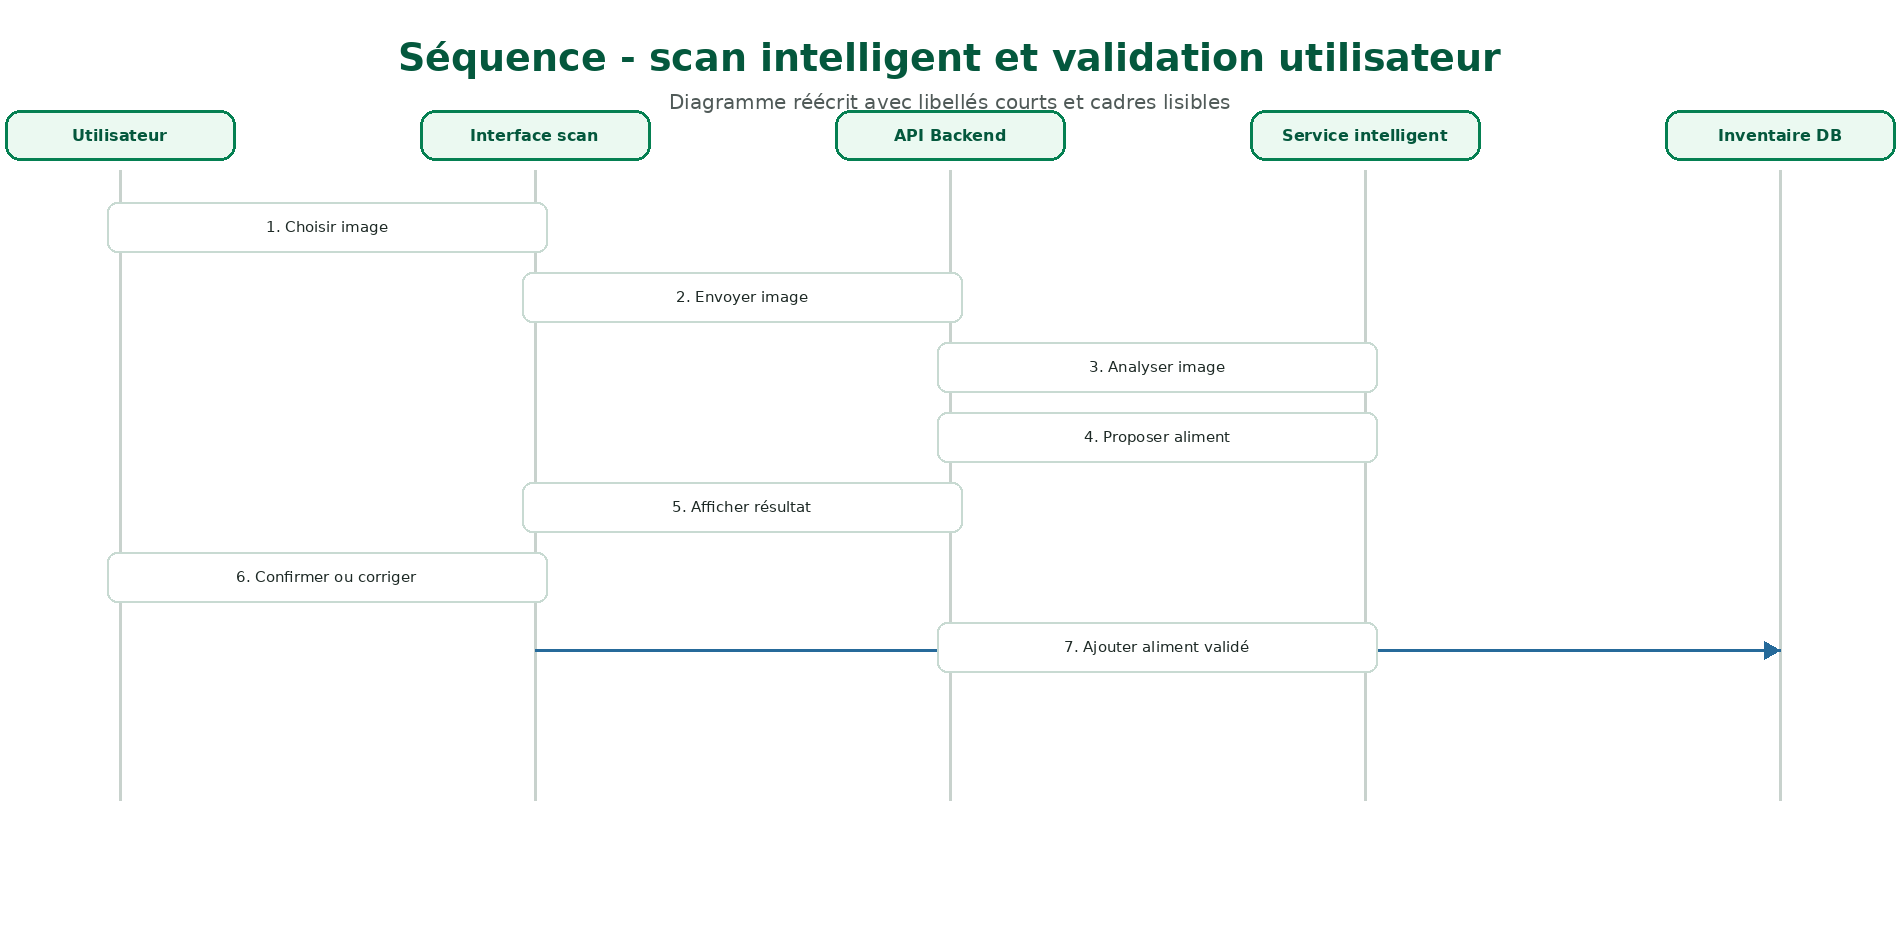 Séquence - scan intelligent et validation utilisateur
Diagramme réécrit avec libellés courts et cadres lisibles
Utilisateur
Interface scan
API Backend
Service intelligent
Inventaire DB
1. Choisir image
2. Envoyer image
3. Analyser image
4. Proposer aliment
5. Afficher résultat
6. Confirmer ou corriger
7. Ajouter aliment validé